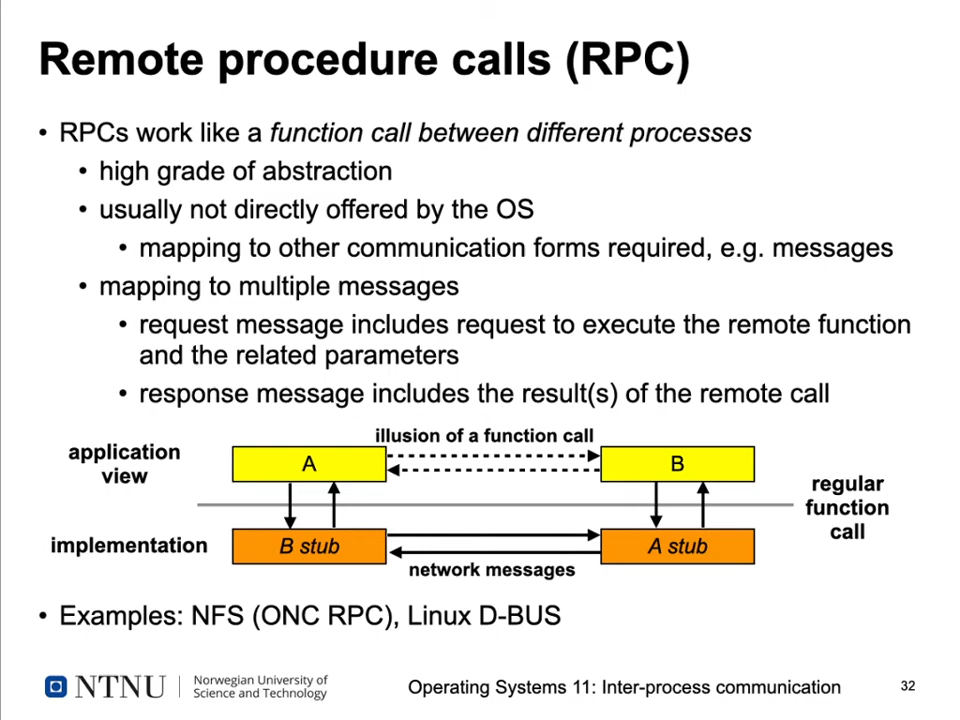 Remote procedure calls (RPC)
• RPCs work like a function call between different processes
• high grade of abstraction
• usually not directly offered by the OS
• mapping to other communication forms required, e.g. messages
• mapping to multiple messages
• request message includes request to execute the remote function
and the related parameters
• response message includes the result(s) of the remote call
illusion of a function call
application
view
A
B
regular
function
call
implementation
B stub
A stub
network messages
• Examples: NFS (ONC RPC), Linux D-BUS
NTNU
Norwegian University of
Science and Technology
Operating Systems 11: Inter-process communication
32